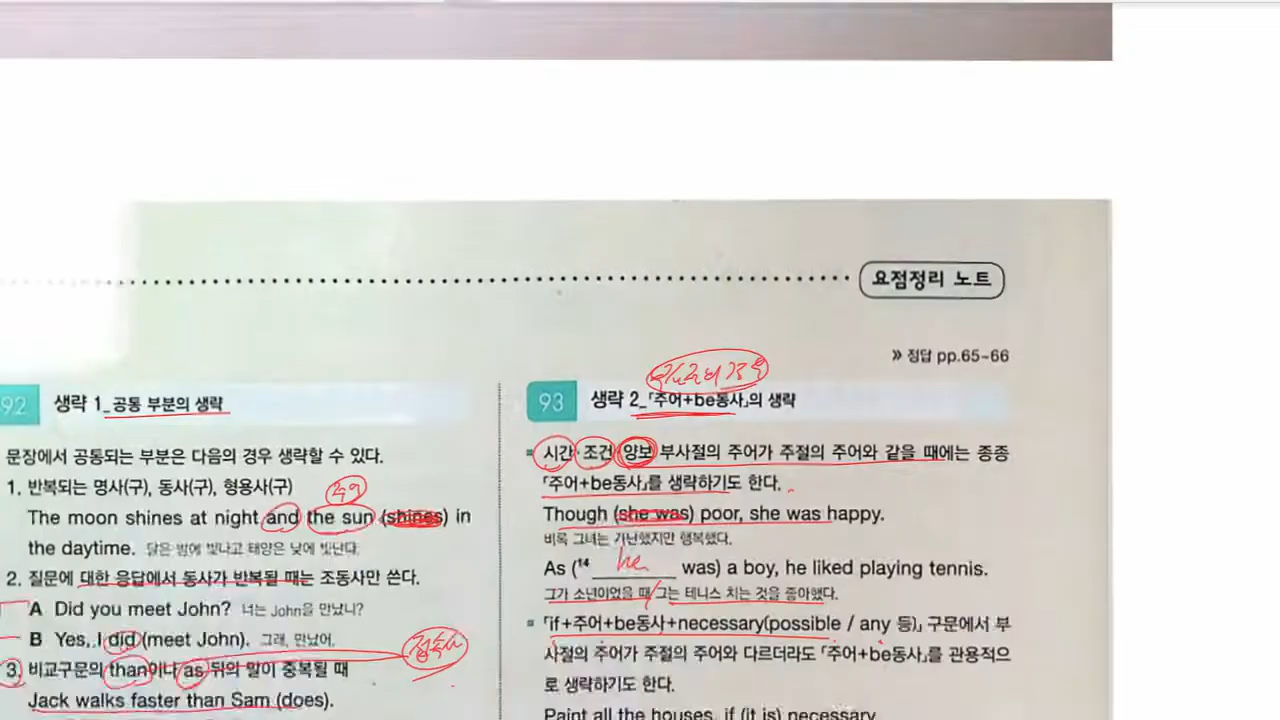 요점정리 노트
» 정답 pp.65~66
92 생략 1_ 공통 부분의 생략
문장에서 공통되는 부분은 다음의 경우 생략할 수 있다.
1. 반복되는 명사(구), 동사(구), 형용사(구)
주어
The moon shines at night and the sun (shines) in
the daytime. 달은 밤에 빛나고 태양은 낮에 빛난다.
2. 질문에 대한 응답에서 동사가 반복될 때는 조동사만 쓴다.
A Did you meet John? 너는 John을 만났니?
B Yes, I did (meet John). 그래, 만났어.
접속사
3. 비교구문의 than이나 as 뒤의 말이 중복될 때
Jack walks faster than Sam (does).
93 생략 2_「주어+be동사」의 생략
시간·조건·양보 부사절의 주어가 주절의 주어와 같을 때에는 종종
「주어+be동사」를 생략하기도 한다.
Though (she was) poor, she was happy.
비록 그녀는 가난했지만 행복했다.
As (¹⁴ he was) a boy, he liked playing tennis.
그가 소년이었을 때 그는 테니스 치는 것을 좋아했다.
「if+주어+be동사+necessary(possible / any 등)」 구문에서 부
사절의 주어가 주절의 주어와 다르더라도 「주어+be동사」를 관용적으
로 생략하기도 한다.
Paint all the houses, if (it is) necessary.